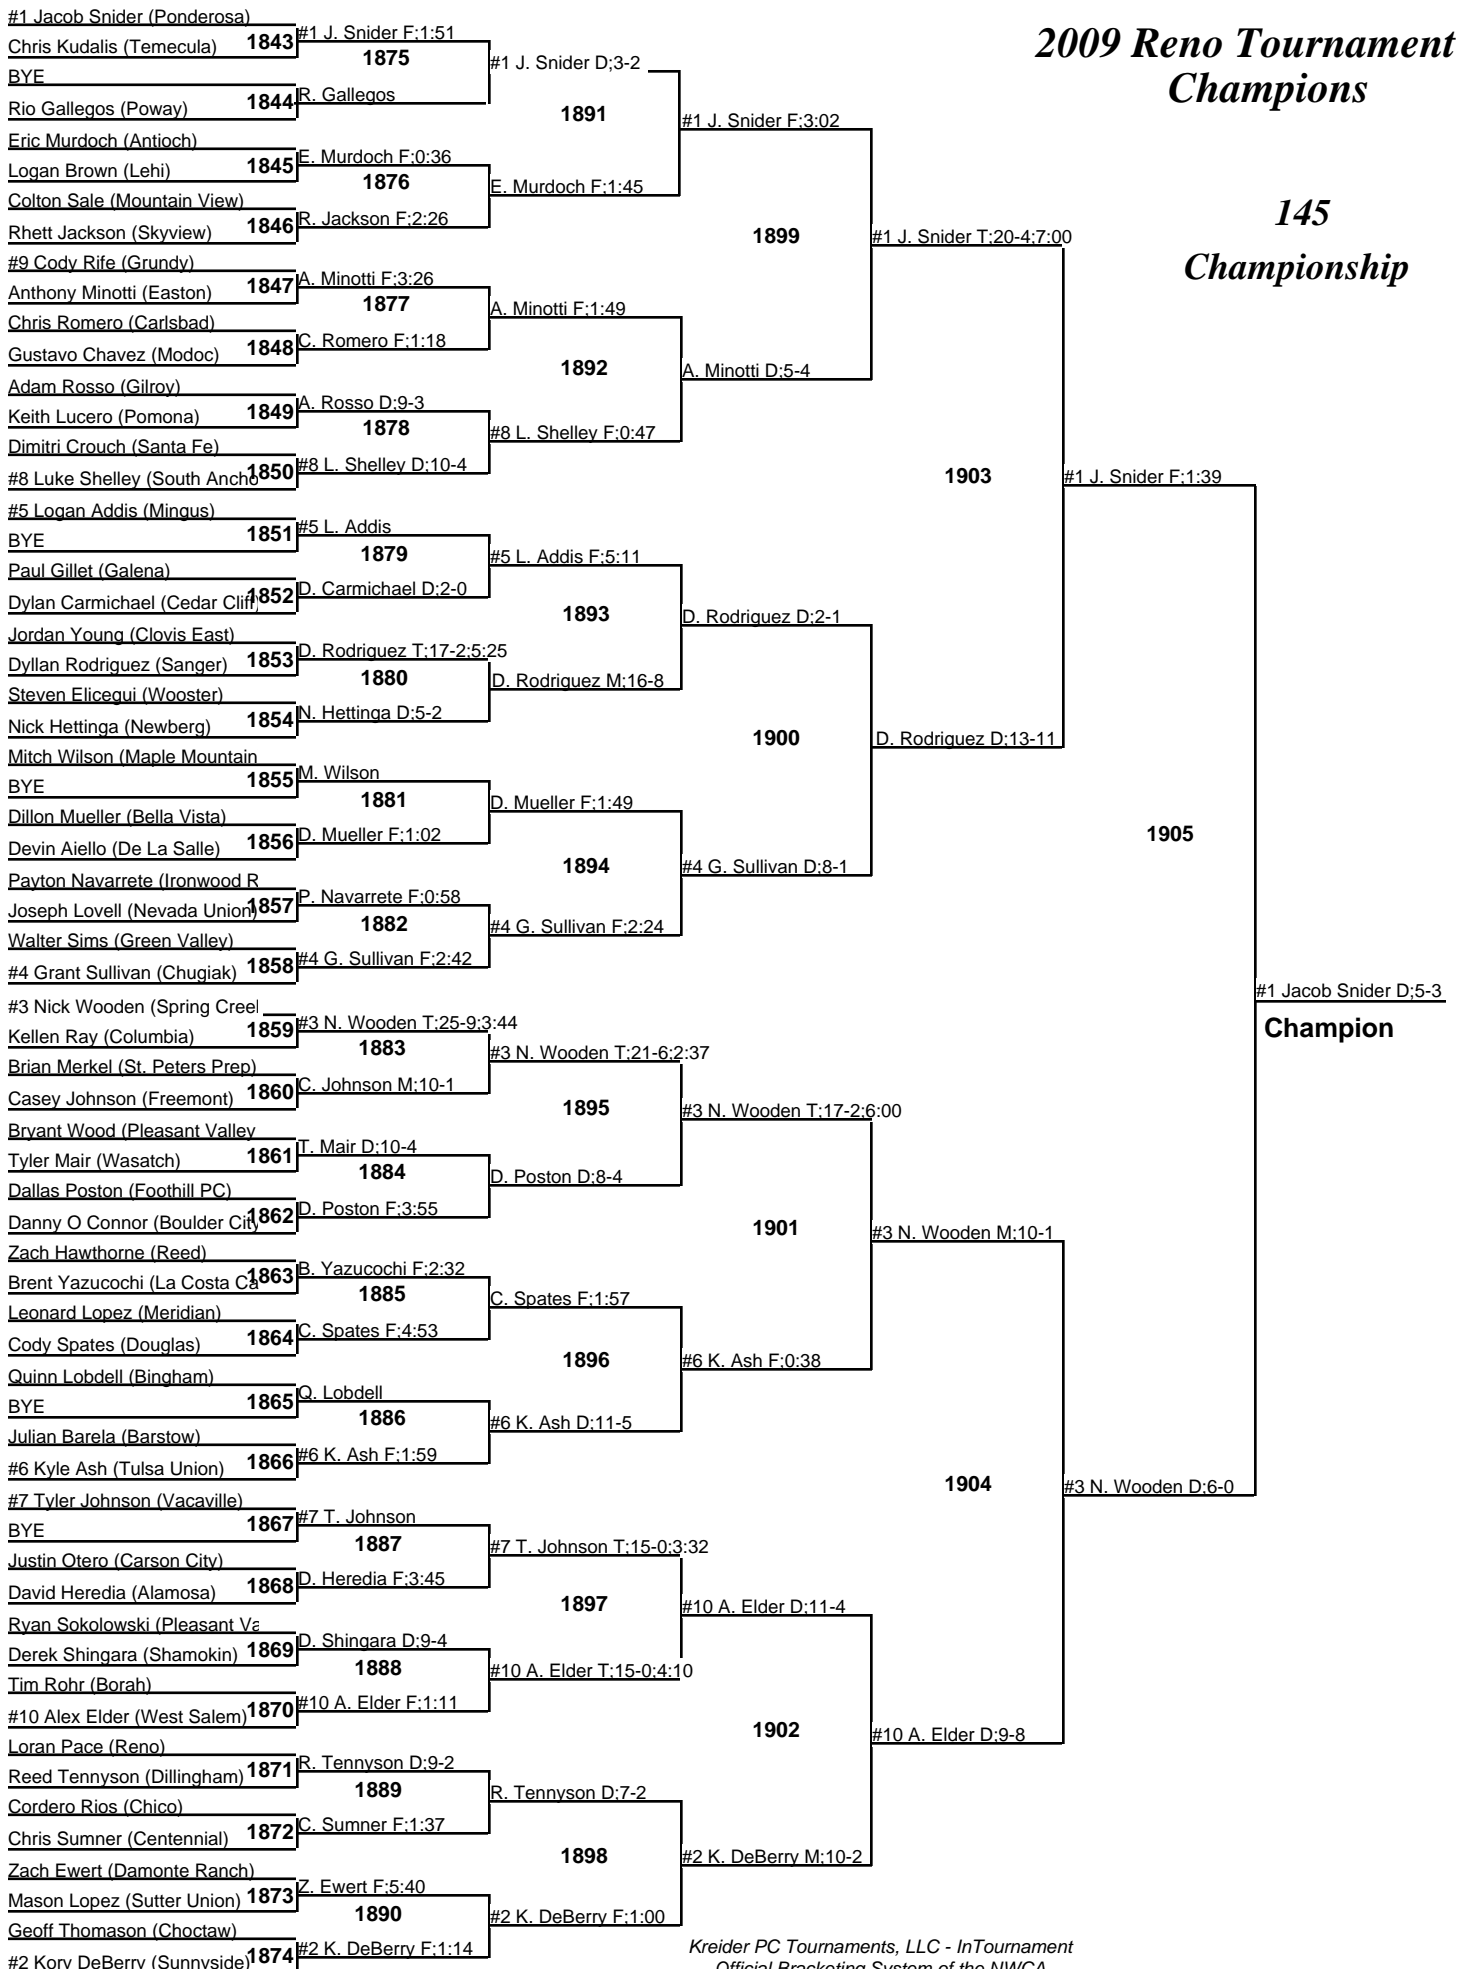 2009 Reno Tournament
Champions
145
Championship
#1 Jacob Snider (Ponderosa)
Chris Kudalis (Temecula)
BYE
Rio Gallegos (Poway)
Eric Murdoch (Antioch)
Logan Brown (Lehi)
Colton Sale (Mountain View)
Rhett Jackson (Skyview)
#9 Cody Rife (Grundy)
Anthony Minotti (Easton)
Chris Romero (Carlsbad)
Gustavo Chavez (Modoc)
Adam Rosso (Gilroy)
Keith Lucero (Pomona)
Dimitri Crouch (Santa Fe)
#8 Luke Shelley (South Ancho
#5 Logan Addis (Mingus)
BYE
Paul Gillet (Galena)
Dylan Carmichael (Cedar Cliff)
Jordan Young (Clovis East)
Dyllan Rodriguez (Sanger)
Steven Elicegui (Wooster)
Nick Hettinga (Newberg)
Mitch Wilson (Maple Mountain
BYE
Dillon Mueller (Bella Vista)
Devin Aiello (De La Salle)
Payton Navarrete (Ironwood R
Joseph Lovell (Nevada Union)
Walter Sims (Green Valley)
#4 Grant Sullivan (Chugiak)
#3 Nick Wooden (Spring Creel
Kellen Ray (Columbia)
Brian Merkel (St. Peters Prep)
Casey Johnson (Freemont)
Bryant Wood (Pleasant Valley
Tyler Mair (Wasatch)
Dallas Poston (Foothill PC)
Danny O Connor (Boulder City
Zach Hawthorne (Reed)
Brent Yazucochi (La Costa Ca
Leonard Lopez (Meridian)
Cody Spates (Douglas)
Quinn Lobdell (Bingham)
BYE
Julian Barela (Barstow)
#6 Kyle Ash (Tulsa Union)
#7 Tyler Johnson (Vacaville)
BYE
Justin Otero (Carson City)
David Heredia (Alamosa)
Ryan Sokolowski (Pleasant Va
Derek Shingara (Shamokin)
Tim Rohr (Borah)
#10 Alex Elder (West Salem)
Loran Pace (Reno)
Reed Tennyson (Dillingham)
Cordero Rios (Chico)
Chris Sumner (Centennial)
Zach Ewert (Damonte Ranch)
Mason Lopez (Sutter Union)
Geoff Thomason (Choctaw)
#2 Kory DeBerry (Sunnyside)
1843
1844
1845
1846
1847
1848
1849
1850
1851
1852
1853
1854
1855
1856
1857
1858
1859
1860
1861
1862
1863
1864
1865
1866
1867
1868
1869
1870
1871
1872
1873
1874
#1 J. Snider F;1:51
1875
R. Gallegos
E. Murdoch F;0:36
1876
R. Jackson F;2:26
A. Minotti F;3:26
1877
C. Romero F;1:18
A. Rosso D;9-3
1878
#8 L. Shelley D;10-4
#5 L. Addis
1879
D. Carmichael D;2-0
D. Rodriguez T;17-2;5:25
1880
N. Hettinga D;5-2
M. Wilson
1881
D. Mueller F;1:02
P. Navarrete F;0:58
1882
#4 G. Sullivan F;2:42
#3 N. Wooden T;25-9;3:44
1883
C. Johnson M;10-1
T. Mair D;10-4
1884
D. Poston F;3:55
B. Yazucochi F;2:32
1885
C. Spates F;4:53
Q. Lobdell
1886
#6 K. Ash F;1:59
#7 T. Johnson
1887
D. Heredia F;3:45
D. Shingara D;9-4
1888
#10 A. Elder F;1:11
R. Tennyson D;9-2
1889
C. Sumner F;1:37
Z. Ewert F;5:40
1890
#2 K. DeBerry F;1:14
#1 J. Snider D;3-2
1891
E. Murdoch F;1:45
A. Minotti F;1:49
1892
#8 L. Shelley F;0:47
#5 L. Addis F;5:11
1893
D. Rodriguez M;16-8
D. Mueller F;1:49
1894
#4 G. Sullivan F;2:24
#3 N. Wooden T;21-6;2:37
1895
D. Poston D;8-4
C. Spates F;1:57
1896
#6 K. Ash D;11-5
#7 T. Johnson T;15-0;3:32
1897
#10 A. Elder T;15-0;4:10
R. Tennyson D;7-2
1898
#2 K. DeBerry F;1:00
#1 J. Snider F;3:02
1899
A. Minotti D;5-4
D. Rodriguez D;2-1
1900
#4 G. Sullivan D;8-1
#3 N. Wooden T;17-2;6:00
1901
#6 K. Ash F;0:38
#10 A. Elder D;11-4
1902
#2 K. DeBerry M;10-2
#1 J. Snider T;20-4;7:00
1903
D. Rodriguez D;13-11
#3 N. Wooden M;10-1
1904
#10 A. Elder D;9-8
#1 J. Snider F;1:39
1905
#3 N. Wooden D;6-0
#1 Jacob Snider D;5-3
Champion
Kreider PC Tournaments, LLC - InTournament
Official Bracketing System of the NWCA